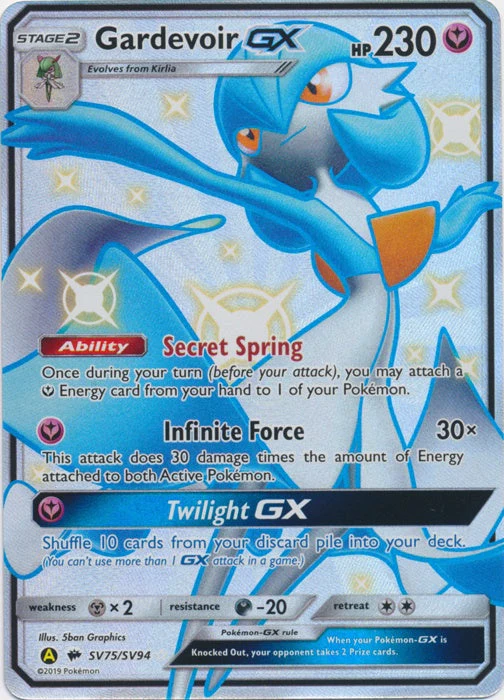 STAGE2 Gardevoir GX HP230
Evolves from Kirlia
Ability Secret Spring
Once during your turn (before your attack), you may attach a
Energy card from your hand to 1 of your Pokémon.
Infinite Force 30×
This attack does 30 damage times the amount of Energy
attached to both Active Pokémon.
Twilight GX
Shuffle 10 cards from your discard pile into your deck.
(You can't use more than 1 GX attack in a game.)
weakness ×2 resistance -20 retreat
Illus. 5ban Graphics
A SV75/SV94
©2019 Pokémon
Pokémon-GX rule
When your Pokémon-GX is
Knocked Out, your opponent takes 2 Prize cards.